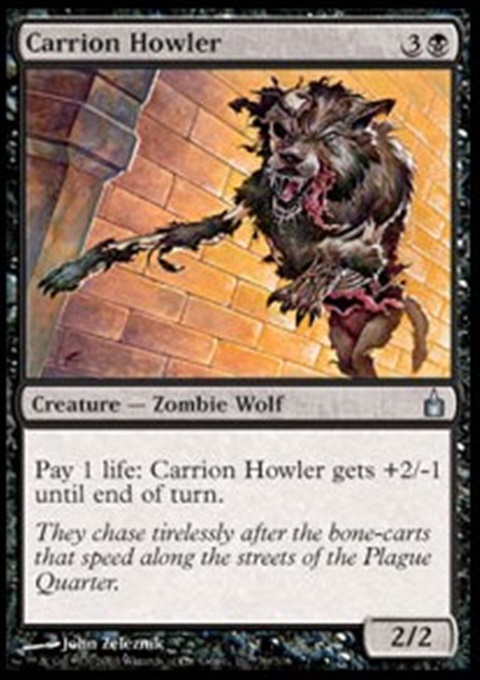 Carrion Howler 3
Creature — Zombie Wolf
Pay 1 life: Carrion Howler gets +2/-1
until end of turn.
They chase tirelessly after the bone-carts
that speed along the streets of the Plague
Quarter.
2/2
John Zeleznik